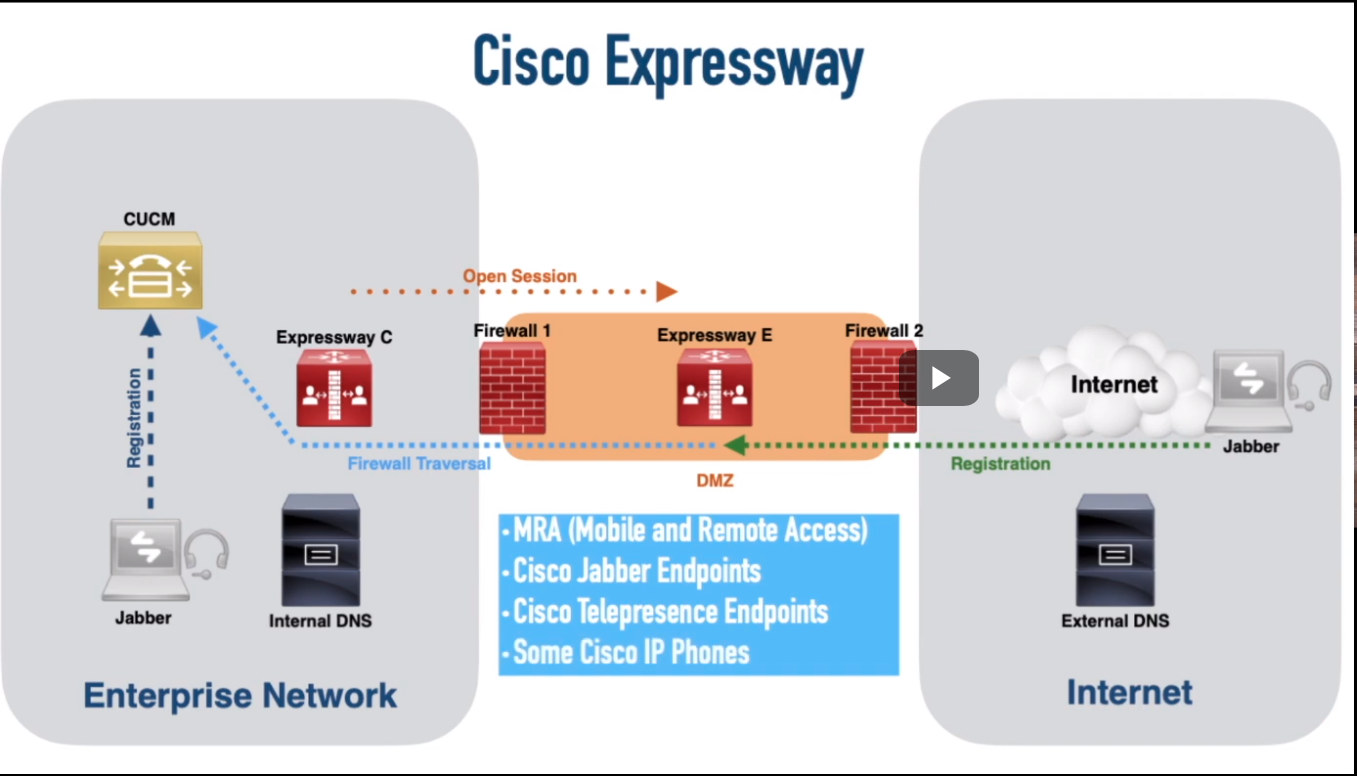 Cisco Expressway
CUCM
Open Session
Expressway C
Firewall 1
Expressway E
Firewall 2
Internet
Jabber
Registration
Firewall Traversal
Registration
DMZ
• MRA (Mobile and Remote Access)
• Cisco Jabber Endpoints
• Cisco Telepresence Endpoints
• Some Cisco IP Phones
Jabber
Internal DNS
External DNS
Enterprise Network
Internet